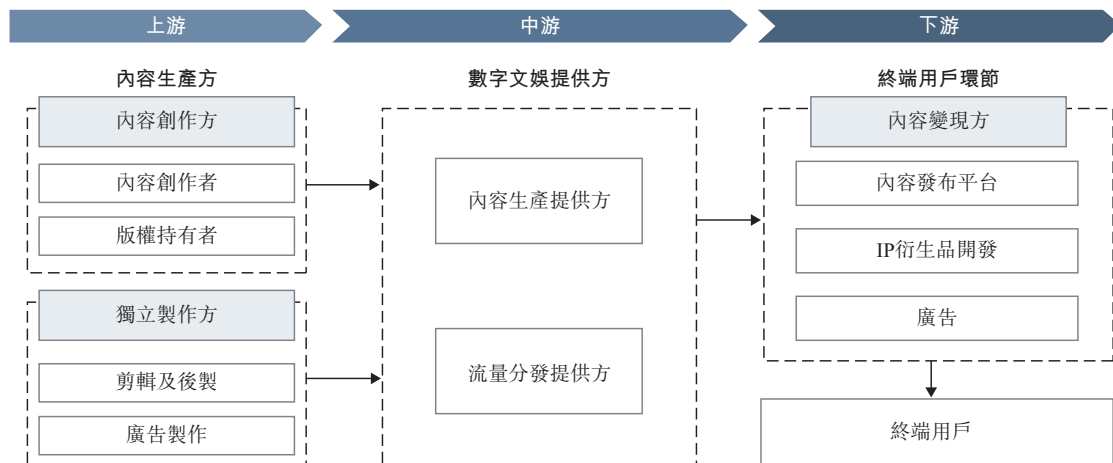 上游
中游
下游
內容生產方
數字文娛提供方
終端用戶環節
內容創作方
內容創作者
版權持有者
獨立製作方
剪輯及後製
廣告製作
內容生產提供方
流量分發提供方
內容變現方
內容發布平台
IP衍生品開發
廣告
終端用戶